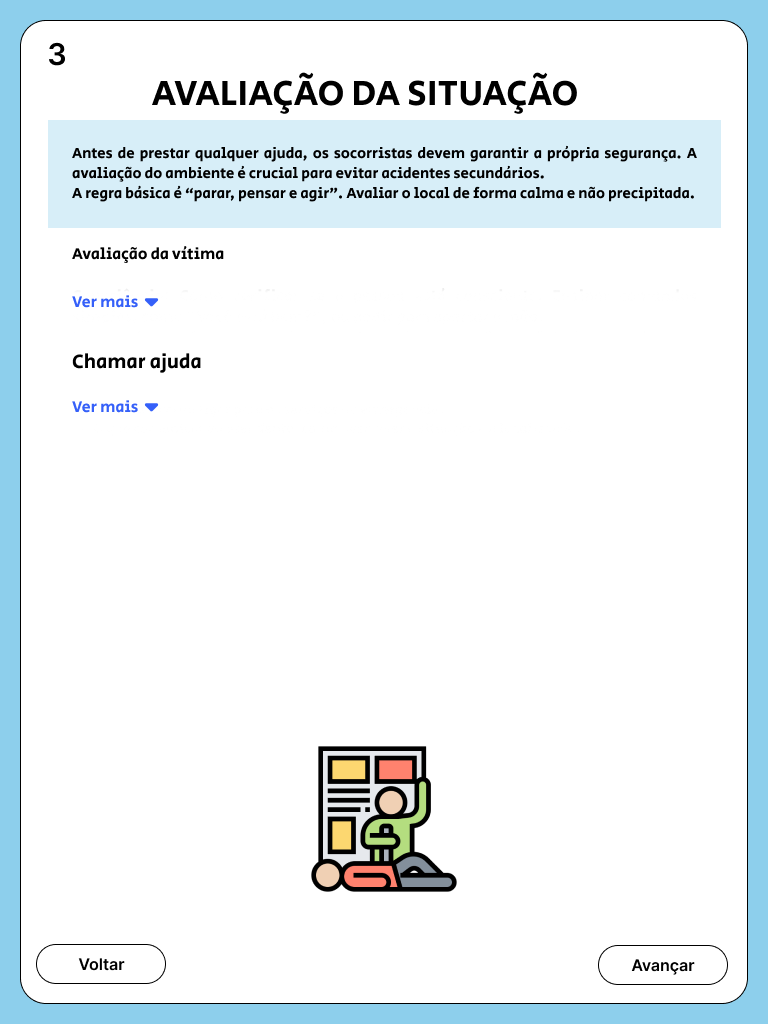 3
AVALIAÇÃO DA SITUAÇÃO
Antes de prestar qualquer ajuda, os socorristas devem garantir a própria segurança. A
avaliação do ambiente é crucial para evitar acidentes secundários.
A regra básica é “parar, pensar e agir”. Avaliar o local de forma calma e não precipitada.
Avaliação da vítima
Ver mais
Chamar ajuda
Ver mais
Voltar
Avançar